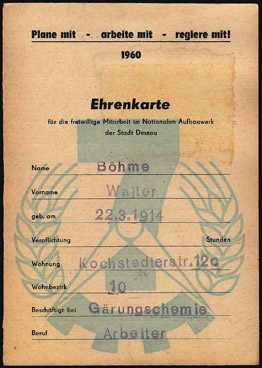 Plane mit - arbeite mit - regiere mit!
1960
Ehrenkarte
für die freiwillige Mitarbeit im Nationalen Aufbauwerk
der Stadt Dessau
Name Böhme
Vorname Walter
geb. am 22.3.1914
Verpflichtung Stunden
Wohnung Kochstedterstr.12c
Wohnbezirk 10
Beschäftigt bei Gärungschemie
Beruf Arbeiter